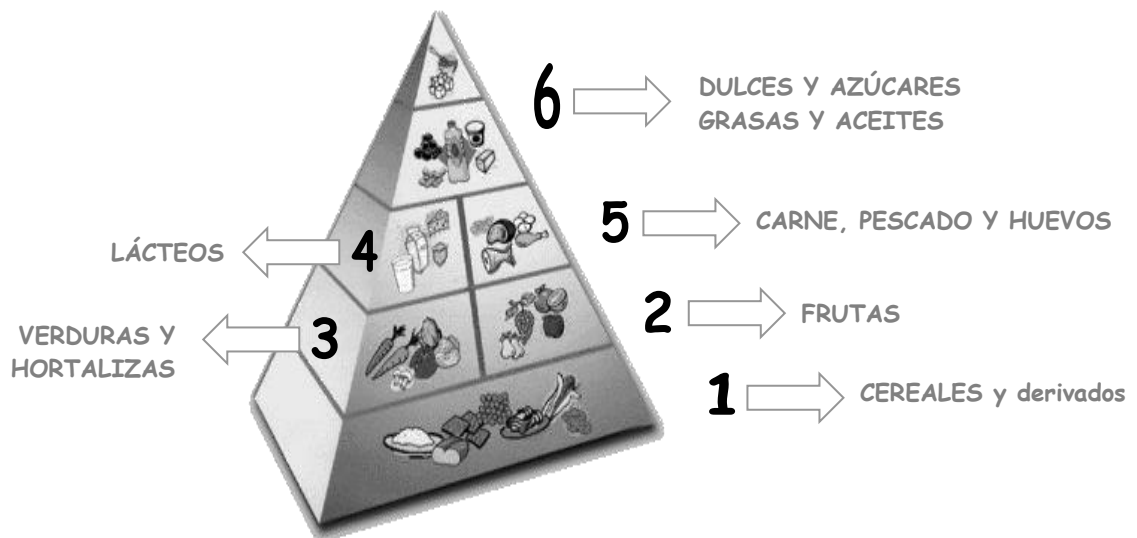 6
DULCES Y AZÚCARES
GRASAS Y ACEITES
5
CARNE, PESCADO Y HUEVOS
4
LÁCTEOS
2
FRUTAS
3
VERDURAS Y
HORTALIZAS
1
CEREALES y derivados